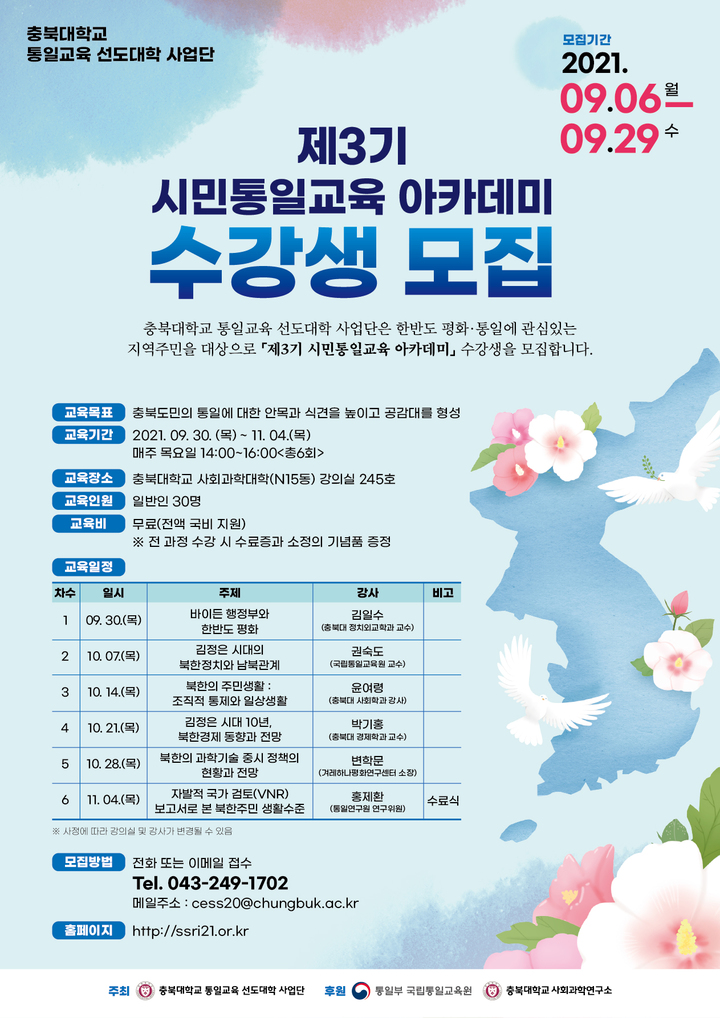 충북대학교
통일교육 선도대학 사업단
모집기간
2021.
09.06 월
09.29 수
제3기
시민통일교육 아카데미
수강생 모집
충북대학교 통일교육 선도대학 사업단은 한반도 평화·통일에 관심있는
지역주민을 대상으로 「제3기 시민통일교육 아카데미」 수강생을 모집합니다.
교육목표 충북도민의 통일에 대한 안목과 식견을 높이고 공감대를 형성
교육기간 2021. 09. 30. (목) ~ 11. 04.(목)
매주 목요일 14:00~16:00<총6회>
교육장소 충북대학교 사회과학대학(N15동) 강의실 245호
교육인원 일반인 30명
교육비 무료(전액 국비 지원)
※ 전 과정 수강 시 수료증과 소정의 기념품 증정
교육일정
차수 일시 주제 강사 비고
1 09. 30.(목) 바이든 행정부와 한반도 평화 김일수 (충북대 정치외교학과 교수)
2 10. 07.(목) 김정은 시대의 북한정치와 남북관계 권숙도 (국립통일교육원 교수)
3 10. 14.(목) 북한의 주민생활 : 조직적 통제와 일상생활 윤여령 (충북대 사회학과 강사)
4 10. 21.(목) 김정은 시대 10년, 북한경제 동향과 전망 박기홍 (충북대 경제학과 교수)
5 10. 28.(목) 북한의 과학기술 중시 정책의 현황과 전망 변학문 (겨레하나평화연구센터 소장)
6 11. 04.(목) 자발적 국가 검토(VNR) 보고서로 본 북한주민 생활수준 홍제환 (통일연구원 연구위원) 수료식
※ 사정에 따라 강의실 및 강사가 변경될 수 있음
모집방법 전화 또는 이메일 접수
Tel. 043-249-1702
메일주소 : cess20@chungbuk.ac.kr
홈페이지 http://ssri21.or.kr
주최 충북대학교 통일교육 선도대학 사업단 후원 통일부 국립통일교육원 충북대학교 사회과학연구소